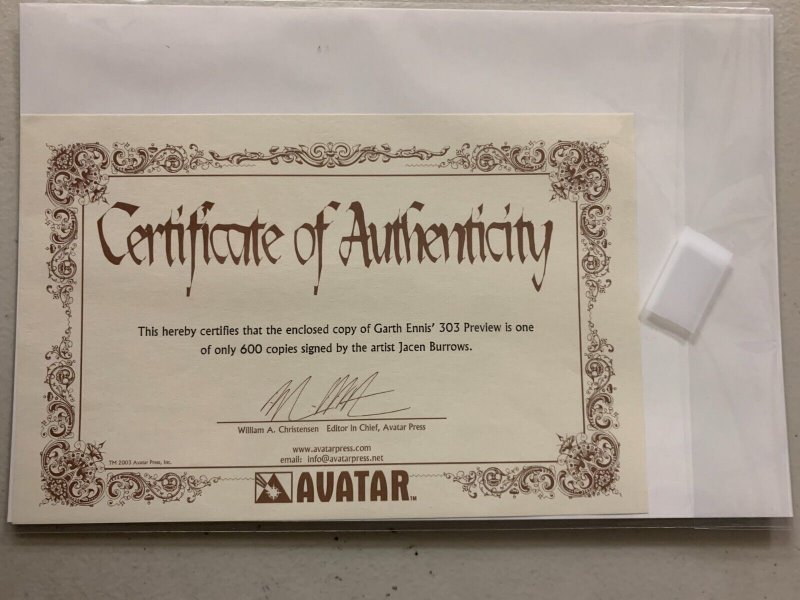 Certificate of Authenticity
This hereby certifies that the enclosed copy of Garth Ennis' 303 Preview is one
of only 600 copies signed by the artist Jacen Burrows.
William A. Christensen Editor in Chief, Avatar Press
www.avatarpress.com
email: info@avatarpress.net
TM 2003 Avatar Press, Inc.
AVATAR™